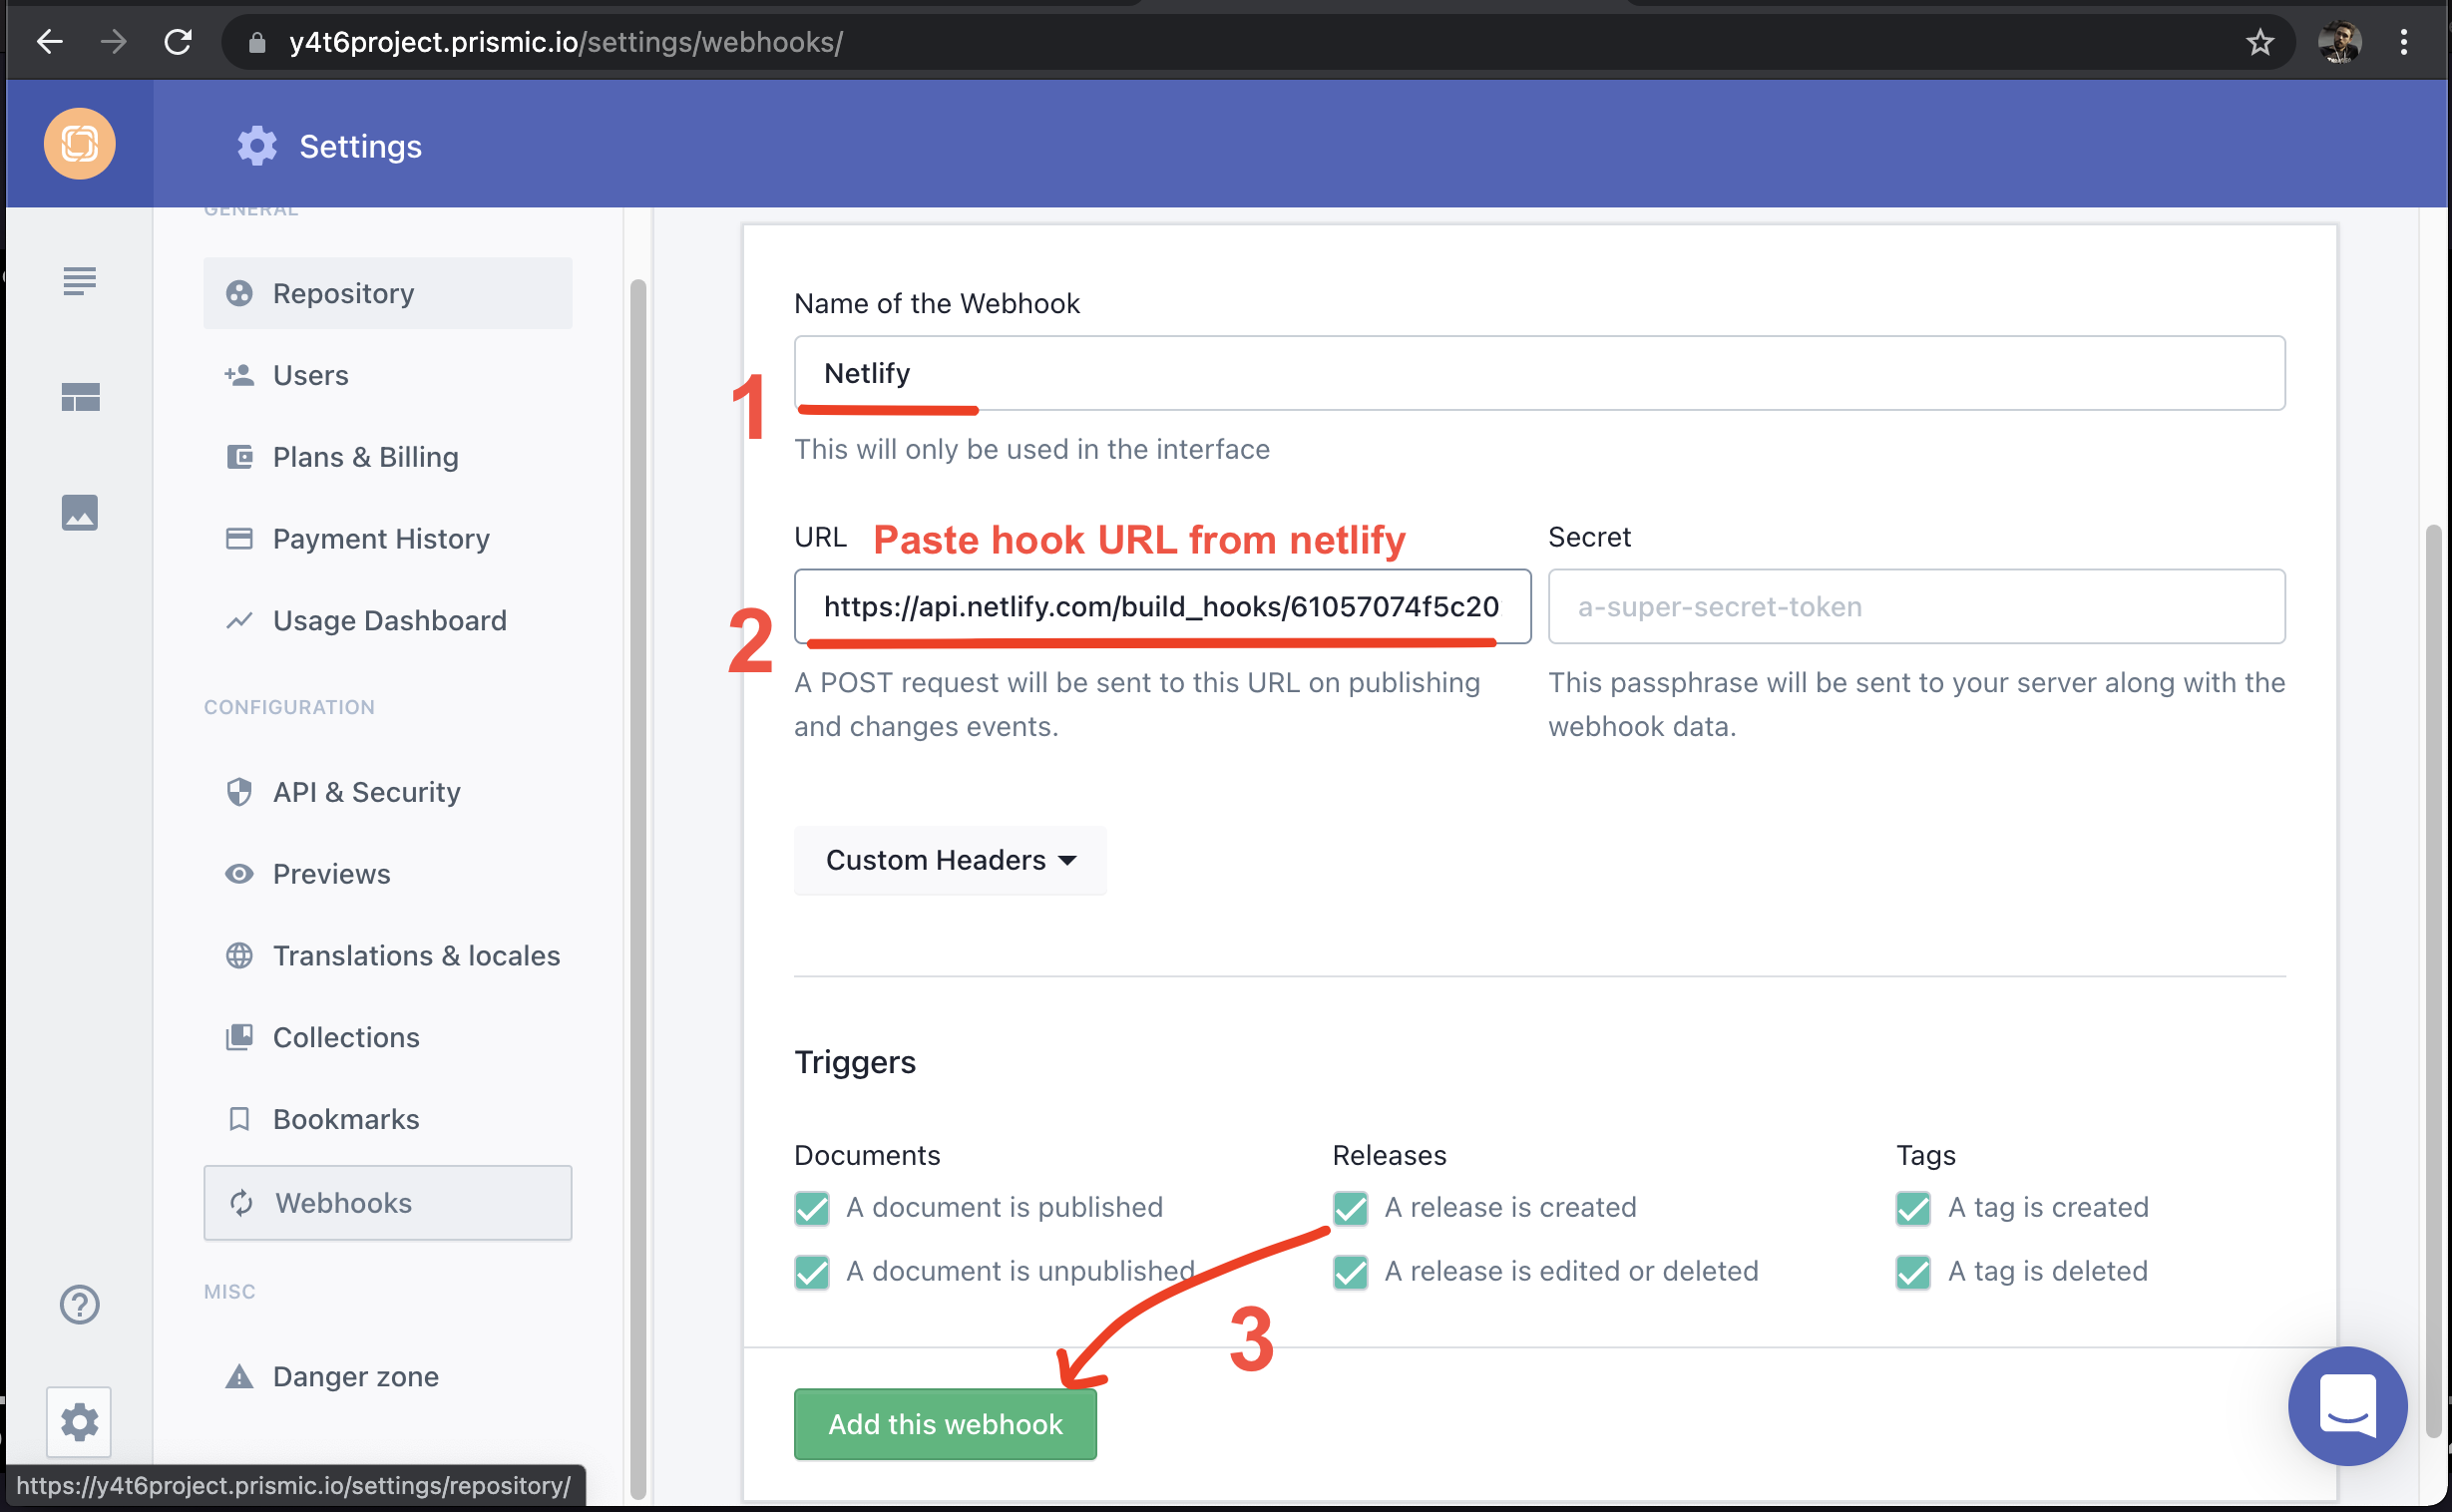 y4t6project.prismic.io/settings/webhooks/
Settings
GENERAL
Repository
Users
Plans & Billing
Payment History
Usage Dashboard
CONFIGURATION
API & Security
Previews
Translations & locales
Collections
Bookmarks
Webhooks
MISC
Danger zone
https://y4t6project.prismic.io/settings/repository/
Name of the Webhook
1
Netlify
This will only be used in the interface
URL
Paste hook URL from netlify
2
https://api.netlify.com/build_hooks/61057074f5c20
A POST request will be sent to this URL on publishing
and changes events.
Secret
a-super-secret-token
This passphrase will be sent to your server along with the
webhook data.
Custom Headers
Triggers
Documents
A document is published
A document is unpublished
Releases
A release is created
A release is edited or deleted
Tags
A tag is created
A tag is deleted
3
Add this webhook